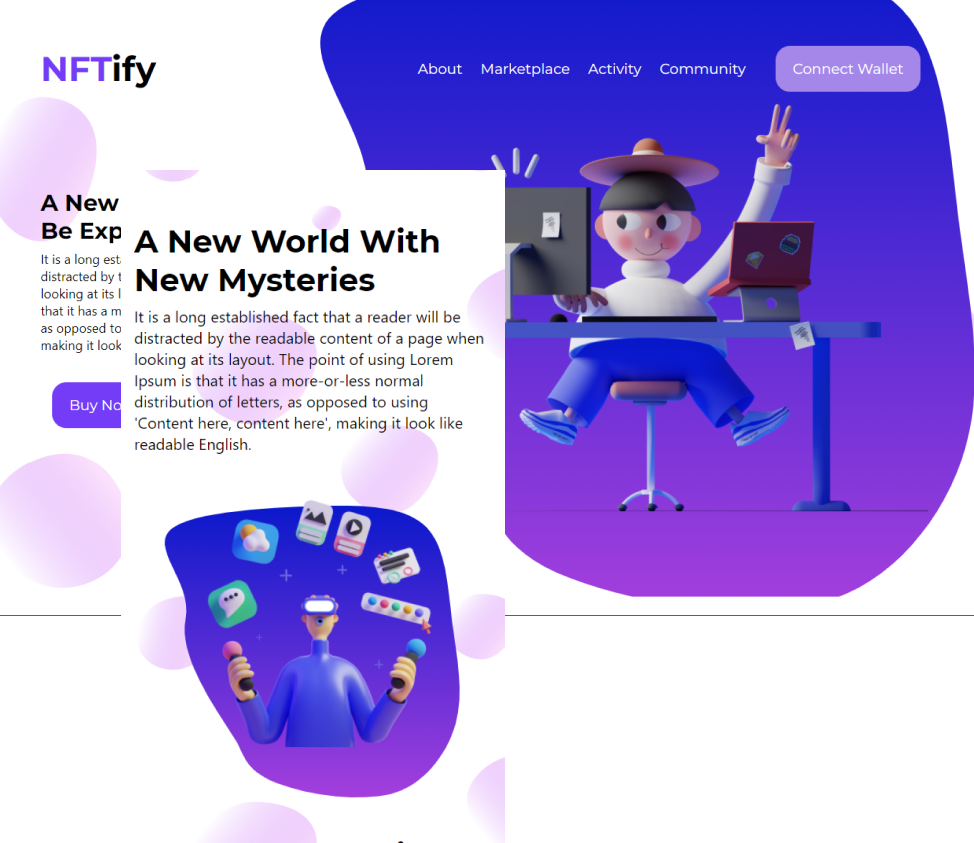 NFTify
About Marketplace Activity Community Connect Wallet
A New
Be Exp
It is a long est
distracted by t
looking at its l
that it has a m
as opposed to
making it look
Buy No
A New World With
New Mysteries
It is a long established fact that a reader will be
distracted by the readable content of a page when
looking at its layout. The point of using Lorem
Ipsum is that it has a more-or-less normal
distribution of letters, as opposed to using
'Content here, content here', making it look like
readable English.